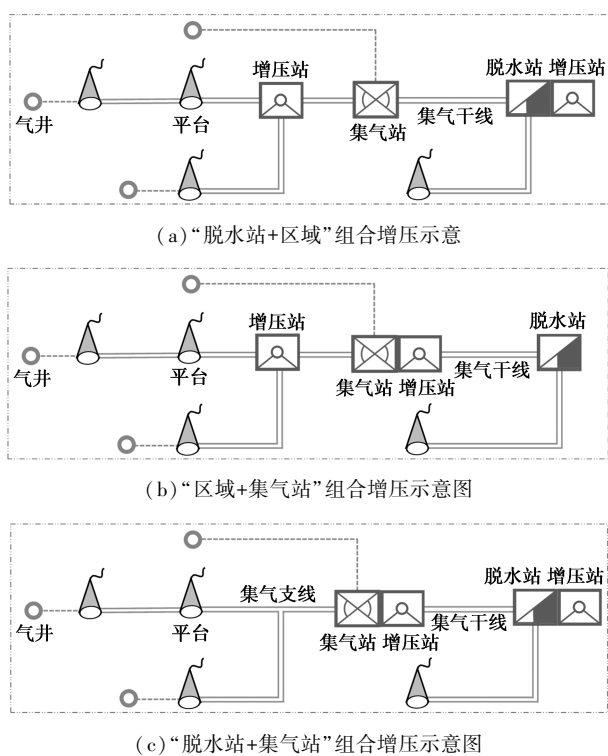 增压站
脱水站 增压站
气井
平台
集气站
集气干线
(a)“脱水站+区域”组合增压示意
增压站
脱水站
气井
平台
集气站 增压站
集气干线
(b)“区域+集气站”组合增压示意图
集气支线
脱水站 增压站
气井
平台
集气站 增压站
集气干线
(c)“脱水站+集气站”组合增压示意图